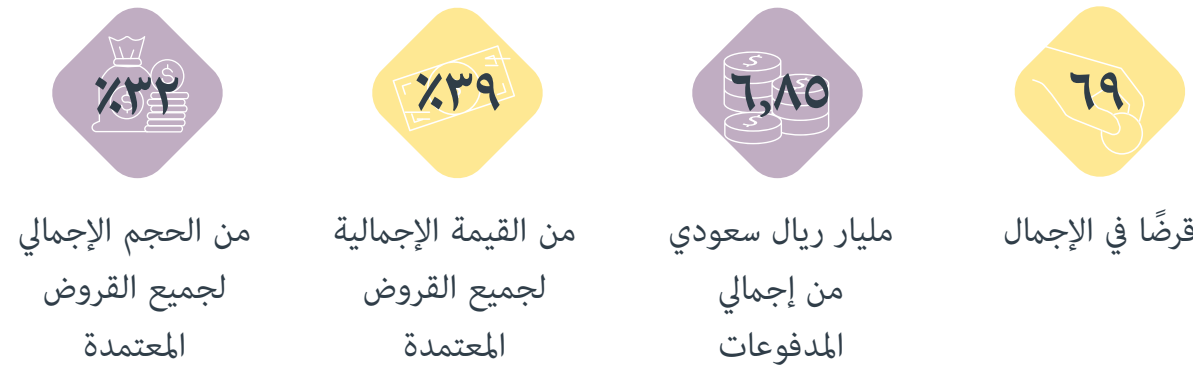 ٦٩
قرضًا في الإجمال
٦,٨٥
مليار ريال سعودي
من إجمالي
المدفوعات
٣٩٪
من القيمة الإجمالية
لجميع القروض
المعتمدة
٣٢٪
من الحجم الإجمالي
لجميع القروض
المعتمدة